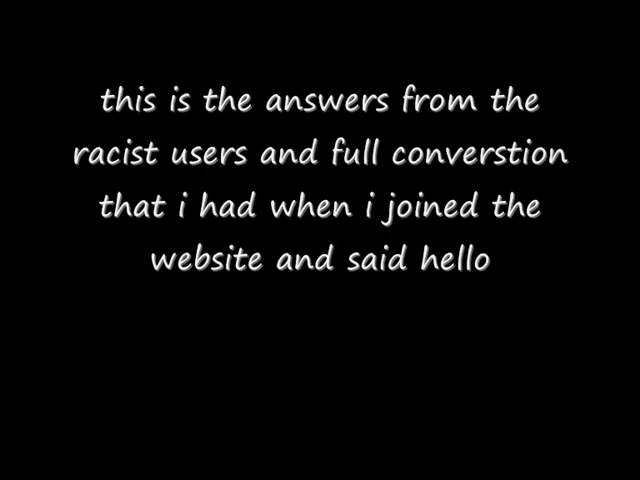 this is the answers from the
racist users and full converstion
that i had when i joined the
website and said hello